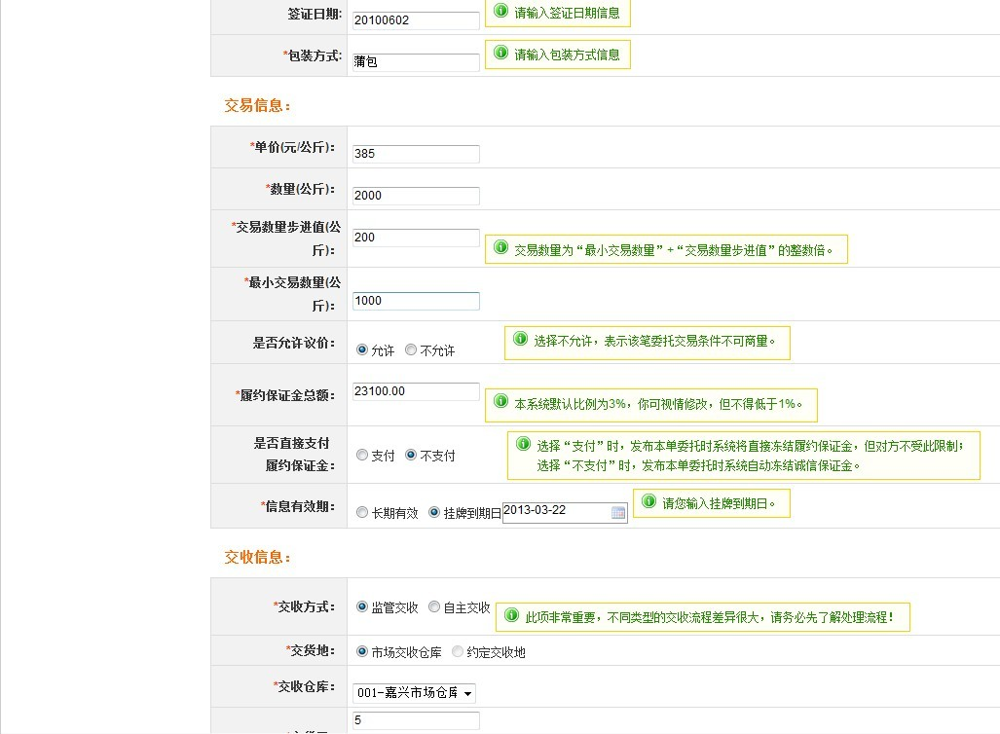 签证日期:
20100602
请输入签证日期信息
*包装方式:
蒲包
请输入包装方式信息
交易信息：
*单价(元/公斤):
385
*数量(公斤):
2000
*交易数量步进值(公
斤):
200
交易数量为“最小交易数量”+“交易数量步进值”的整数倍。
*最小交易数量(公
斤):
1000
是否允许议价:
允许 不允许
选择不允许，表示该笔委托交易条件不可商量。
*履约保证金总额:
23100.00
本系统默认比例为3%，你可视情修改，但不得低于1%。
是否直接支付
履约保证金:
支付 不支付
选择“支付”时，发布本单委托时系统将直接冻结履约保证金，但对方不受此限制；
选择“不支付”时，发布本单委托时系统自动冻结诚信保证金。
*信息有效期:
长期有效 挂牌到期日 2013-03-22
请您输入挂牌到期日。
交收信息：
*交收方式:
监管交收 自主交收
此项非常重要，不同类型的交收流程差异很大，请务必先了解处理流程！
*交货地:
市场交收仓库 约定交收地
*交收仓库:
001-嘉兴市场仓库
5